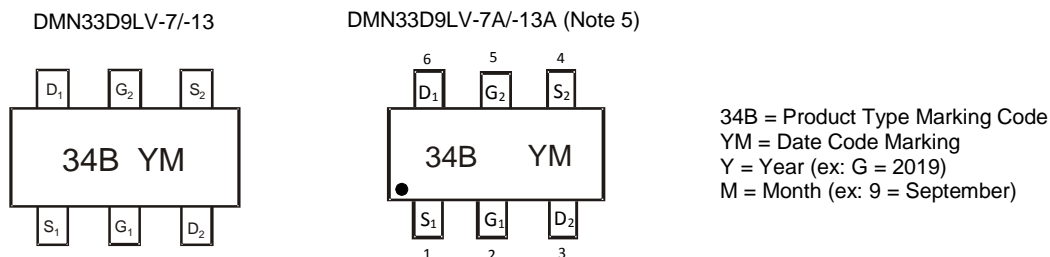 DMN33D9LV-7/-13
D₁ G₂ S₂
34B YM
S₁ G₁ D₂
DMN33D9LV-7A/-13A (Note 5)
6 5 4
D₁ G₂ S₂
34B YM
S₁ G₁ D₂
1 2 3
34B = Product Type Marking Code
YM = Date Code Marking
Y = Year (ex: G = 2019)
M = Month (ex: 9 = September)